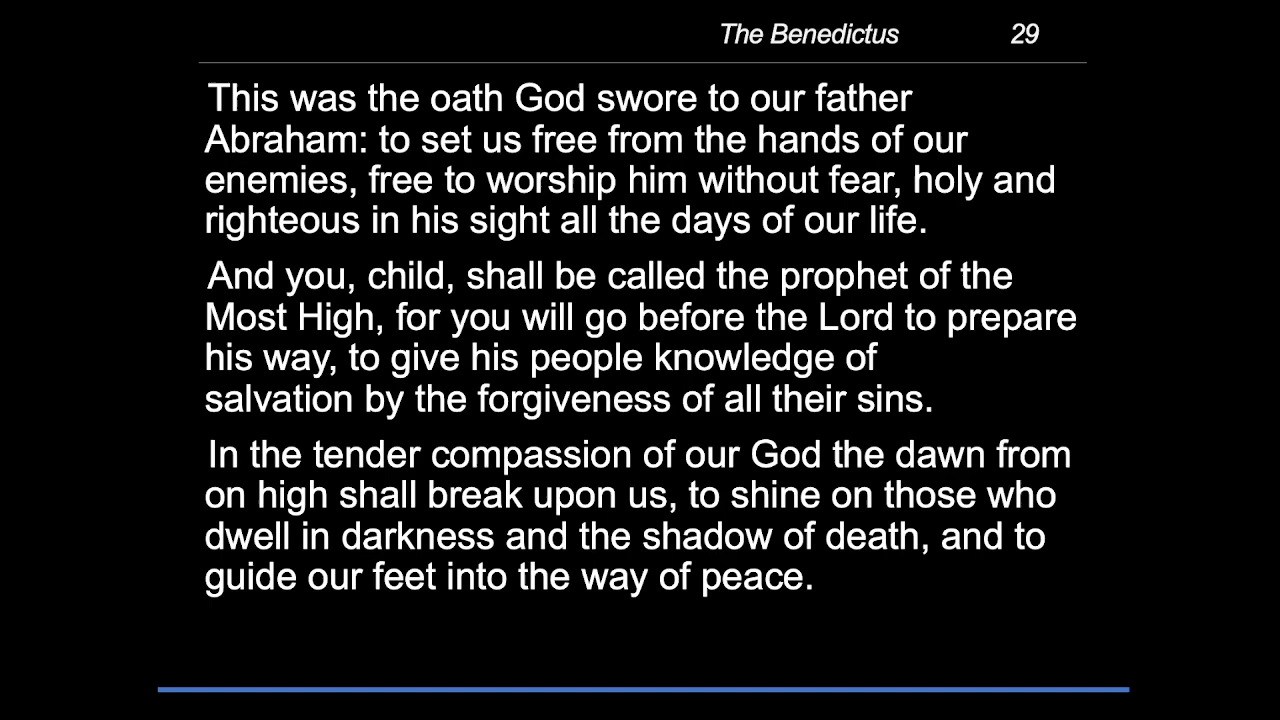 The Benedictus 29
This was the oath God swore to our father
Abraham: to set us free from the hands of our
enemies, free to worship him without fear, holy and
righteous in his sight all the days of our life.
And you, child, shall be called the prophet of the
Most High, for you will go before the Lord to prepare
his way, to give his people knowledge of
salvation by the forgiveness of all their sins.
In the tender compassion of our God the dawn from
on high shall break upon us, to shine on those who
dwell in darkness and the shadow of death, and to
guide our feet into the way of peace.